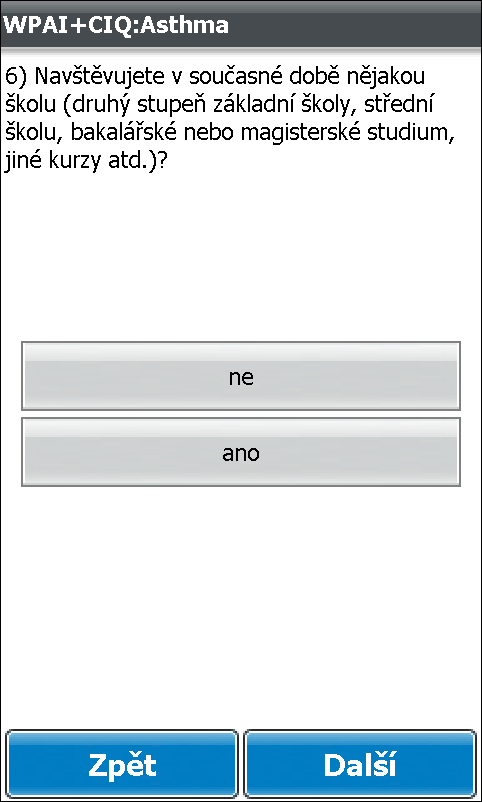 WPAI+CIQ:Asthma
6) Navštěvujete v současné době nějakou
školu (druhý stupeň základní školy, střední
školu, bakalářské nebo magisterské studium,
jiné kurzy atd.)?
ne
ano
Zpět
Další